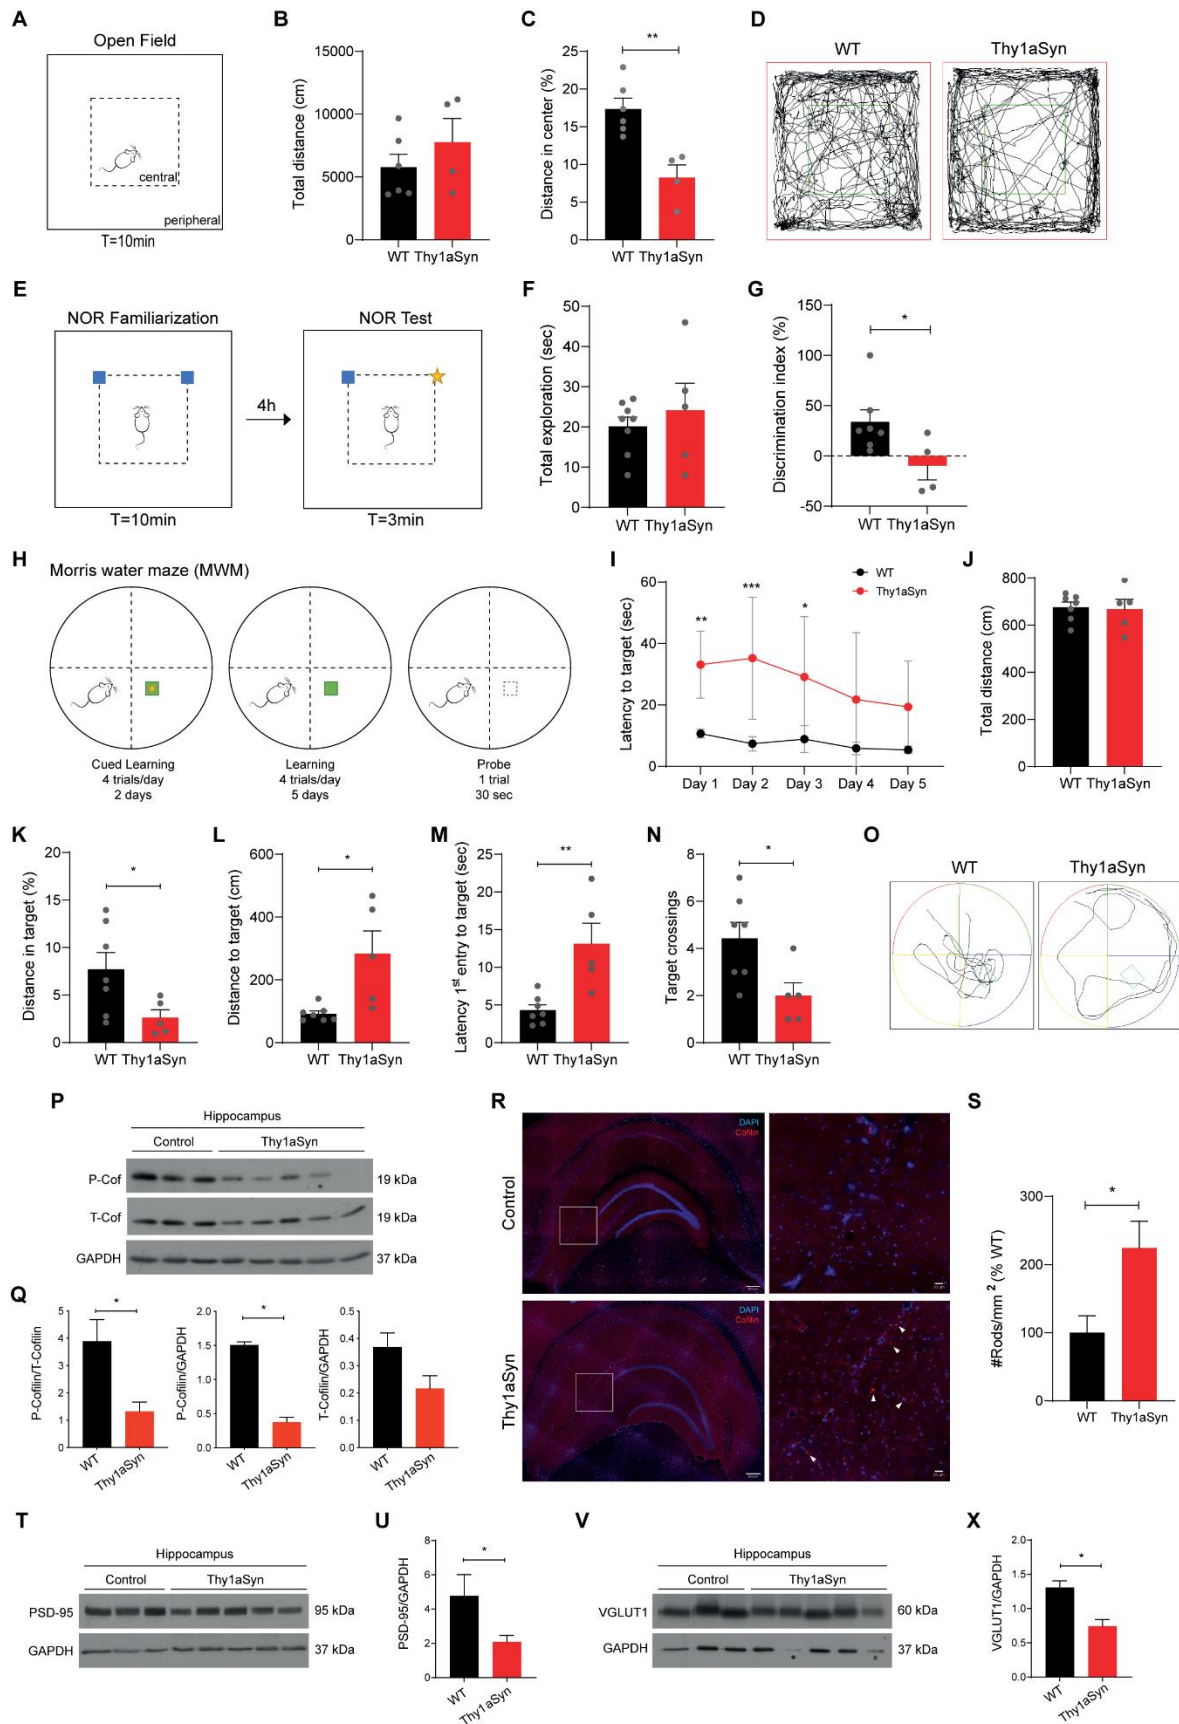 A
Open Field
central
peripheral
T=10min
B
Total distance (cm)
15000
10000
5000
0
WT Thy1aSyn
C
Distance in center (%)
25
20
15
10
5
0
**
WT Thy1aSyn
D
WT Thy1aSyn
E
NOR Familiarization
T=10min
4h
NOR Test
T=3min
F
Total exploration (sec)
50
40
30
20
10
0
WT Thy1aSyn
G
Discrimination index (%)
150
100
50
0
-50
*
WT Thy1aSyn
H
Morris water maze (MWM)
Cued Learning
4 trials/day
2 days
Learning
4 trials/day
5 days
Probe
1 trial
30 sec
I
Latency to target (sec)
60
40
20
0
** *** *
WT
Thy1aSyn
Day 1 Day 2 Day 3 Day 4 Day 5
J
Total distance (cm)
800
600
400
200
0
WT Thy1aSyn
K
Distance in target (%)
20
15
10
5
0
*
WT Thy1aSyn
L
Distance to target (cm)
600
400
200
0
*
WT Thy1aSyn
M
Latency 1st entry to target (sec)
25
20
15
10
5
0
**
WT Thy1aSyn
N
Target crossings
8
6
4
2
0
*
WT Thy1aSyn
O
WT Thy1aSyn
P
Hippocampus
Control Thy1aSyn
P-Cof 19 kDa
*
T-Cof 19 kDa
GAPDH 37 kDa
Q
P-Cofilin/T-Cofilin
5
4
3
2
1
0
*
WT
Thy1aSyn
P-Cofilin/GAPDH
2.0
1.5
1.0
0.5
0.0
*
WT
Thy1aSyn
T-Cofilin/GAPDH
0.5
0.4
0.3
0.2
0.1
0.0
WT
Thy1aSyn
R
Control
DAPI
Cofilin
DAPI
Cofilin
Thy1aSyn
DAPI
Cofilin
DAPI
Cofilin
S
#Rods/mm2 (% WT)
300
200
100
0
*
WT Thy1aSyn
T
Hippocampus
Control Thy1aSyn
PSD-95 95 kDa
GAPDH 37 kDa
U
PSD-95/GAPDH
8
6
4
2
0
*
WT
Thy1aSyn
V
Hippocampus
Control Thy1aSyn
VGLUT1 60 kDa
GAPDH 37 kDa
* *
X
VGLUT1/GAPDH
2.0
1.5
1.0
0.5
0.0
*
WT
Thy1aSyn